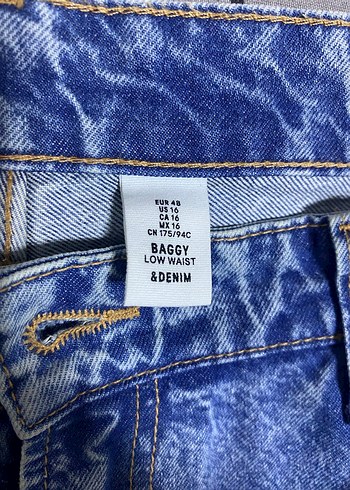 EUR 48
US 16
CA 16
MX 16
CN 175/94C
BAGGY
LOW WAIST
&DENIM